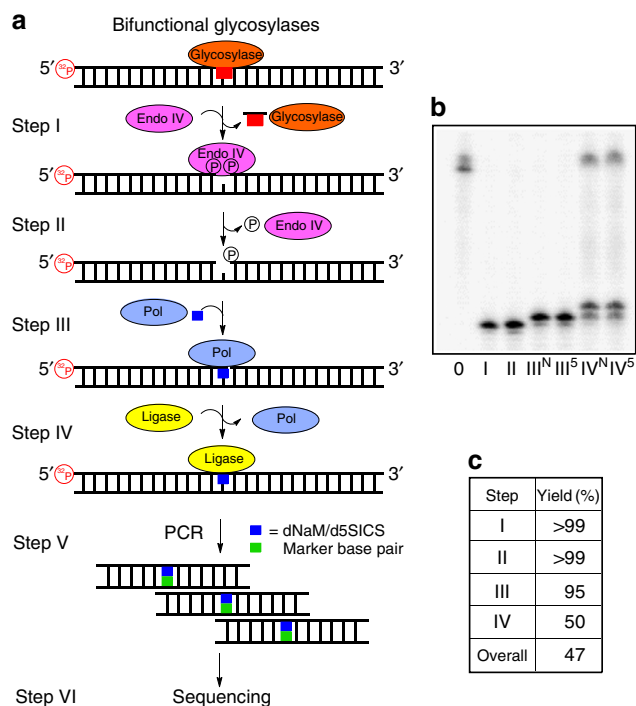 a
Bifunctional glycosylases
Glycosylase
5′ 32P 3′
Step I
Endo IV
Glycosylase
Endo IV
P P
5′ 32P 3′
Step II
P Endo IV
P
5′ 32P 3′
Step III
Pol
Pol
5′ 32P 3′
Step IV
Ligase
Pol
Ligase
5′ 32P 3′
Step V
PCR
= dNaM/d5SICS
Marker base pair
Step VI
Sequencing
b
0 I II IIIᴺ III⁵ IVᴺ IV⁵
c
Step Yield (%)
I >99
II >99
III 95
IV 50
Overall 47